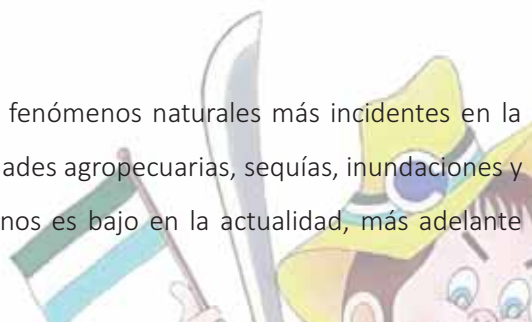 fenómenos naturales más incidentes en la
ades agropecuarias, sequías, inundaciones y
nos es bajo en la actualidad, más adelante